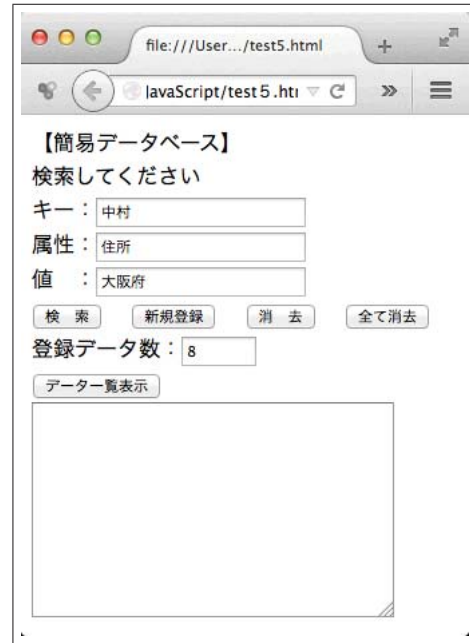 file:///User.../test5.html
JavaScript/test5.htm
【簡易データベース】
検索してください
キー：中村
属性：住所
値　：大阪府
検　索　新規登録　消　去　全て消去
登録データ数：8
データ一覧表示